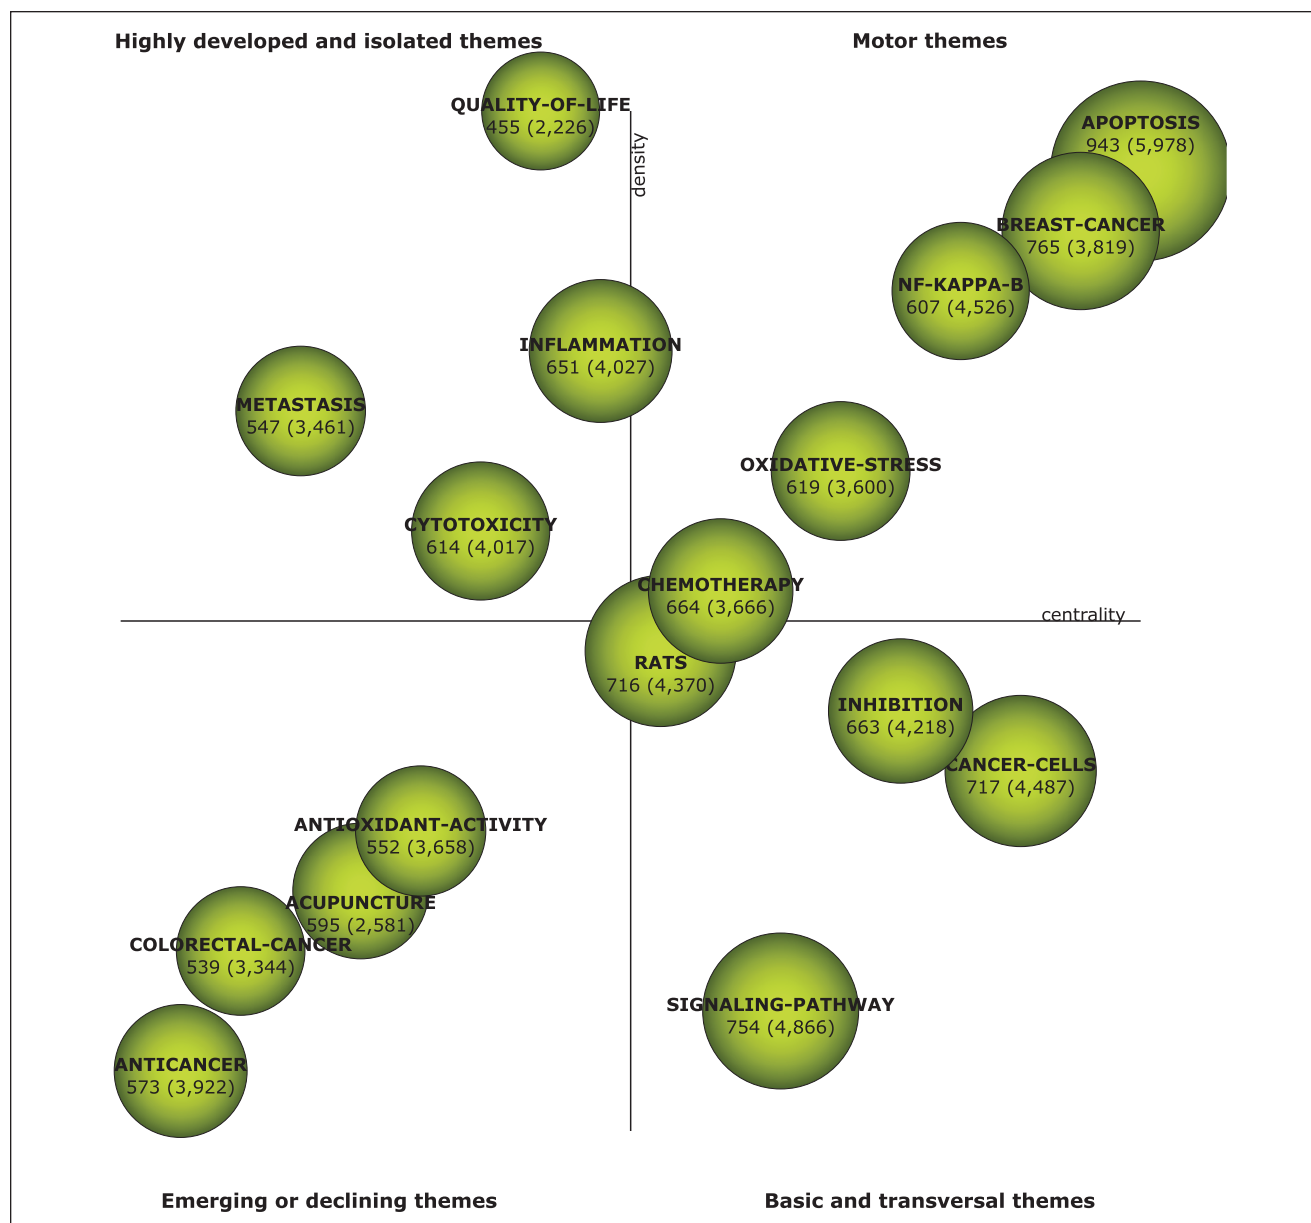 Highly developed and isolated themes
Motor themes
QUALITY-OF-LIFE
455 (2,226)
density
APOPTOSIS
943 (5,978)
BREAST-CANCER
765 (3,819)
NF-KAPPA-B
607 (4,526)
INFLAMMATION
651 (4,027)
METASTASIS
547 (3,461)
OXIDATIVE-STRESS
619 (3,600)
CYTOTOXICITY
614 (4,017)
CHEMOTHERAPY
664 (3,666)
centrality
RATS
716 (4,370)
INHIBITION
663 (4,218)
CANCER-CELLS
717 (4,487)
ANTIOXIDANT-ACTIVITY
552 (3,658)
ACUPUNCTURE
595 (2,581)
COLORECTAL-CANCER
539 (3,344)
SIGNALING-PATHWAY
754 (4,866)
ANTICANCER
573 (3,922)
Emerging or declining themes
Basic and transversal themes